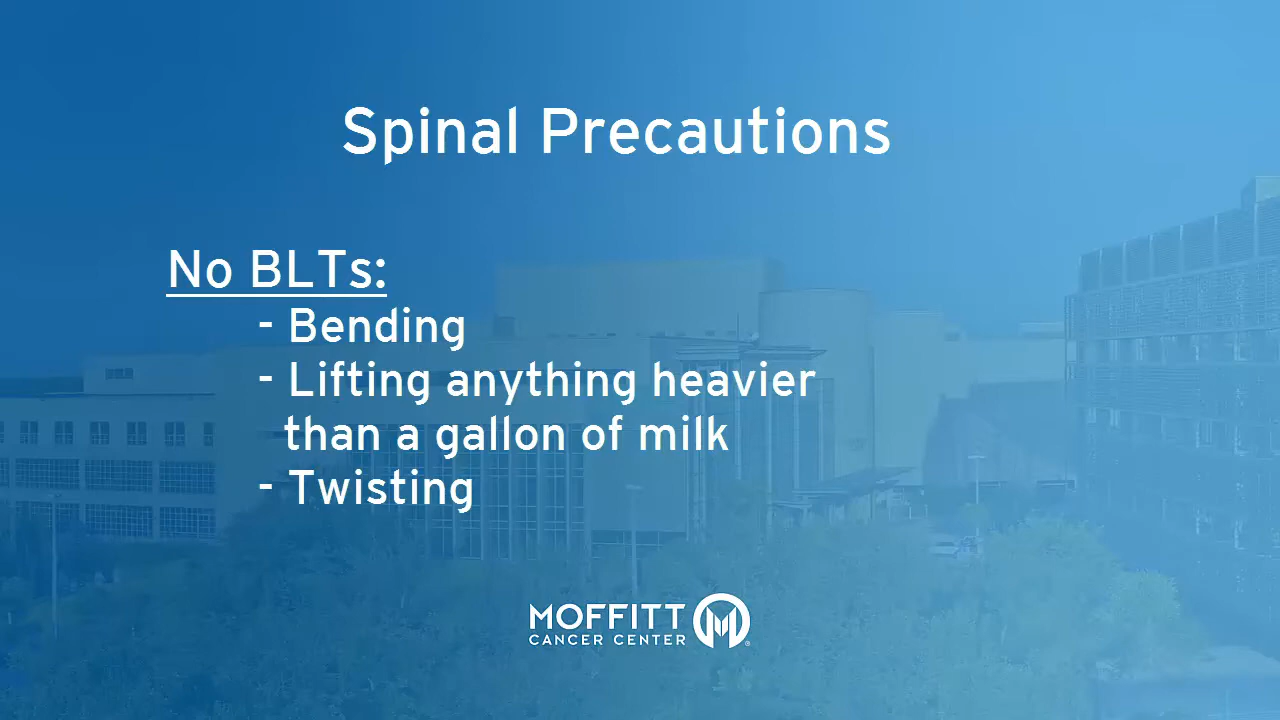 Spinal Precautions
No BLTs:
- Bending
- Lifting anything heavier
than a gallon of milk
- Twisting
MOFFITT
CANCER CENTER